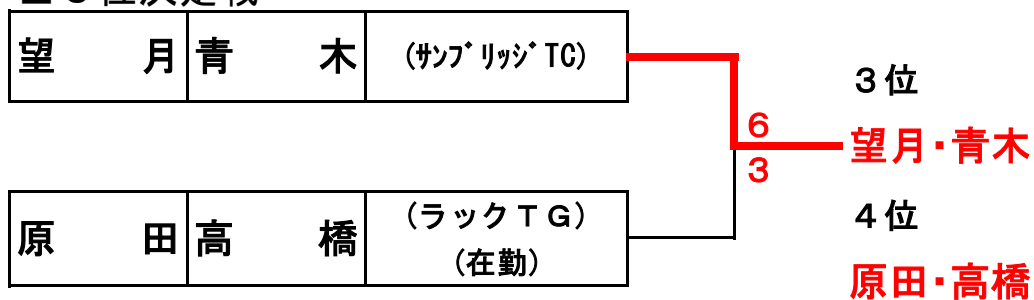 望月 青木 (ｻﾝﾌﾞﾘｯｼﾞTC)
3位
6
望月・青木
3
原田 高橋 (ラックＴＧ)
(在勤)
4位
原田・高橋